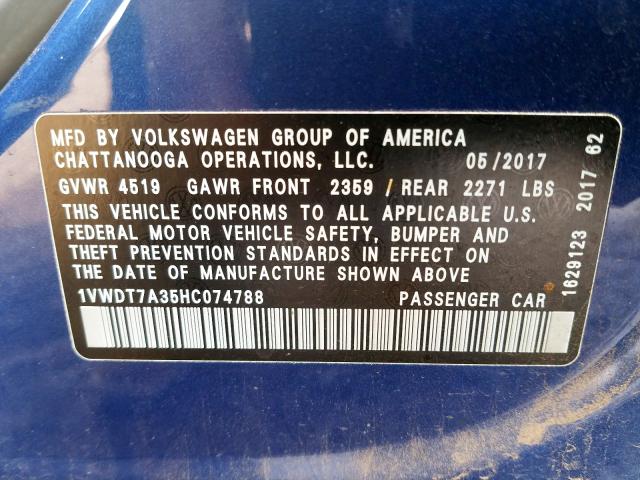 MFD BY VOLKSWAGEN GROUP OF AMERICA
CHATTANOOGA OPERATIONS, LLC. 05/2017
GVWR 4519 GAWR FRONT 2359 / REAR 2271 LBS
THIS VEHICLE CONFORMS TO ALL APPLICABLE U.S.
FEDERAL MOTOR VEHICLE SAFETY, BUMPER AND
THEFT PREVENTION STANDARDS IN EFFECT ON
THE DATE OF MANUFACTURE SHOWN ABOVE.
1VWDT7A35HC074788 PASSENGER CAR
1629123 2017 62